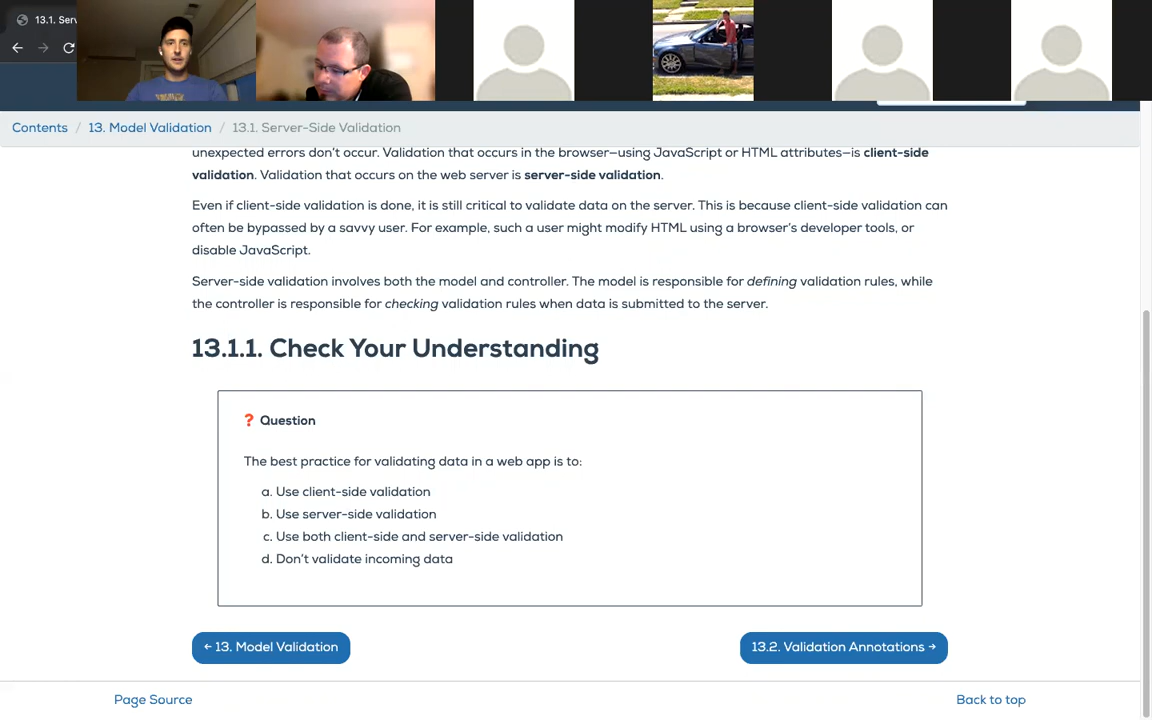 13.1. Serv
Contents / 13. Model Validation / 13.1. Server-Side Validation
unexpected errors don't occur. Validation that occurs in the browser—using JavaScript or HTML attributes—is client-side
validation. Validation that occurs on the web server is server-side validation.
Even if client-side validation is done, it is still critical to validate data on the server. This is because client-side validation can
often be bypassed by a savvy user. For example, such a user might modify HTML using a browser's developer tools, or
disable JavaScript.
Server-side validation involves both the model and controller. The model is responsible for defining validation rules, while
the controller is responsible for checking validation rules when data is submitted to the server.
13.1.1. Check Your Understanding
❓ Question
The best practice for validating data in a web app is to:
a. Use client-side validation
b. Use server-side validation
c. Use both client-side and server-side validation
d. Don't validate incoming data
← 13. Model Validation
13.2. Validation Annotations →
Page Source
Back to top